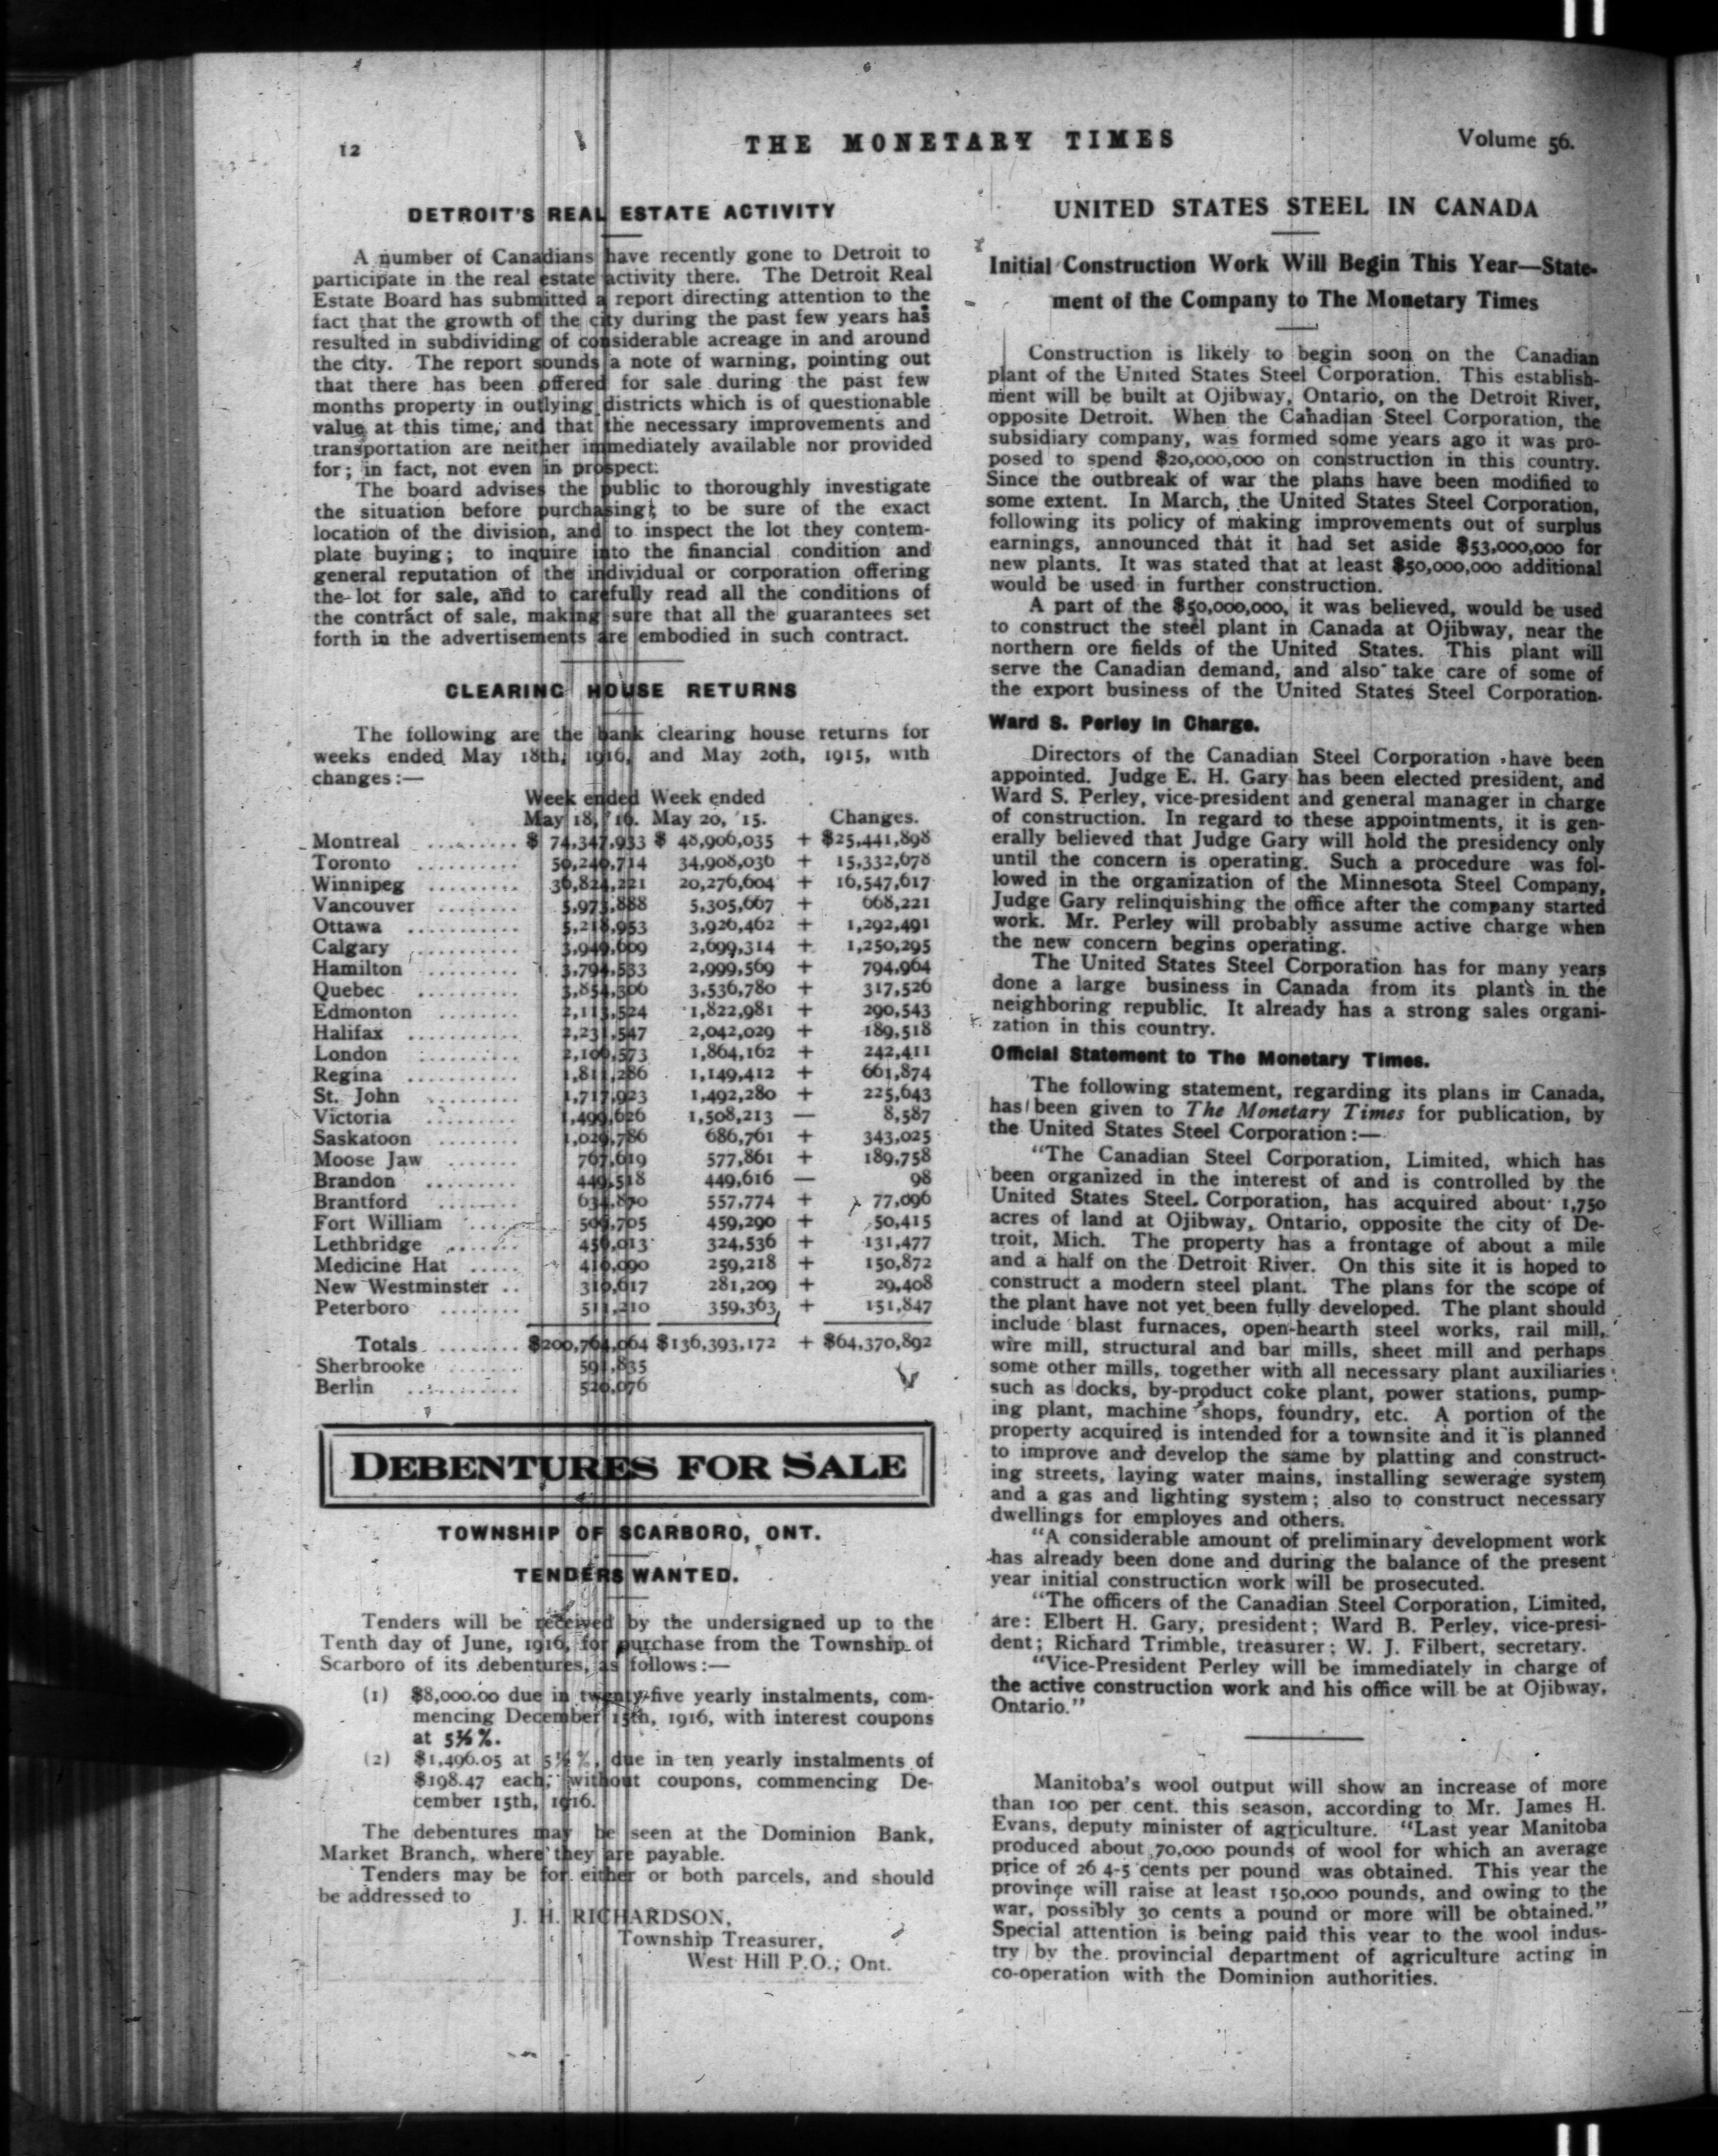 12
THE MONETARY TIMES
Volume 56.
DETROIT'S REAL ESTATE ACTIVITY
A number of Canadians have recently gone to Detroit to
participate in the real estate activity there. The Detroit Real
Estate Board has submitted a report directing attention to the
fact that the growth of the city during the past few years has
resulted in subdividing of considerable acreage in and around
the city. The report sounds a note of warning, pointing out
that there has been offered for sale during the past few
months property in outlying districts which is of questionable
value at this time, and that the necessary improvements and
transportation are neither immediately available nor provided
for; in fact, not even in prospect.
The board advises the public to thoroughly investigate
the situation before purchasing; to be sure of the exact
location of the division, and to inspect the lot they contem-
plate buying; to inquire into the financial condition and
general reputation of the individual or corporation offering
the lot for sale, and to carefully read all the conditions of
the contract of sale, making sure that all the guarantees set
forth in the advertisements are embodied in such contract.
CLEARING HOUSE RETURNS
The following are the bank clearing house returns for
weeks ended May 18th, 1916, and May 20th, 1915, with
changes:—
Week ended Week ended
May 18, '16. May 20, '15. Changes.
Montreal ......... $ 74,347,933 $ 48,906,035 + $25,441,898
Toronto .......... 50,240,714 34,908,036 + 15,332,678
Winnipeg ......... 36,824,221 20,276,604 + 16,547,617
Vancouver ........ 5,973,888 5,305,667 + 668,221
Ottawa ........... 5,218,953 3,926,462 + 1,292,491
Calgary .......... 3,949,609 2,699,314 + 1,250,295
Hamilton ......... 3,794,533 2,999,569 + 794,964
Quebec .......... 3,854,306 3,536,780 + 317,526
Edmonton ........ 2,113,524 1,822,981 + 290,543
Halifax .......... 2,231,547 2,042,029 + 189,518
London .......... 2,106,573 1,864,162 + 242,411
Regina ........... 1,811,286 1,149,412 + 661,874
St. John ......... 1,717,923 1,492,280 + 225,643
Victoria ......... 1,499,626 1,508,213 — 8,587
Saskatoon ........ 1,029,786 686,761 + 343,025
Moose Jaw ....... 767,619 577,861 + 189,758
Brandon ......... 449,518 449,616 — 98
Brantford ........ 634,870 557,774 + 77,096
Fort William ..... 509,705 459,290 + 50,415
Lethbridge ....... 456,013 324,536 + 131,477
Medicine Hat ..... 410,090 259,218 + 150,872
New Westminster .. 310,617 281,209 + 29,408
Peterboro ........ 511,210 359,363 + 151,847
Totals ........ $200,764,064 $136,393,172 + $64,370,892
Sherbrooke ....... 591,835
Berlin ........... 520,076
DEBENTURES FOR SALE
TOWNSHIP OF SCARBORO, ONT.
TENDERS WANTED.
Tenders will be received by the undersigned up to the
Tenth day of June, 1916, for purchase from the Township of
Scarboro of its debentures, as follows:—
(1) $8,000.00 due in twenty-five yearly instalments, com-
mencing December 15th, 1916, with interest coupons
at 5½%.
(2) $1,496.05 at 5½%, due in ten yearly instalments of
$198.47 each, without coupons, commencing De-
cember 15th, 1916.
The debentures may be seen at the Dominion Bank,
Market Branch, where they are payable.
Tenders may be for either or both parcels, and should
be addressed to
J. H. RICHARDSON,
Township Treasurer,
West Hill P.O., Ont.
UNITED STATES STEEL IN CANADA
Initial Construction Work Will Begin This Year—State-
ment of the Company to The Monetary Times
Construction is likely to begin soon on the Canadian
plant of the United States Steel Corporation. This establish-
ment will be built at Ojibway, Ontario, on the Detroit River,
opposite Detroit. When the Canadian Steel Corporation, the
subsidiary company, was formed some years ago it was pro-
posed to spend $20,000,000 on construction in this country.
Since the outbreak of war the plans have been modified to
some extent. In March, the United States Steel Corporation,
following its policy of making improvements out of surplus
earnings, announced that it had set aside $53,000,000 for
new plants. It was stated that at least $50,000,000 additional
would be used in further construction.
A part of the $50,000,000, it was believed, would be used
to construct the steel plant in Canada at Ojibway, near the
northern ore fields of the United States. This plant will
serve the Canadian demand, and also take care of some of
the export business of the United States Steel Corporation.
Ward S. Perley in Charge.
Directors of the Canadian Steel Corporation have been
appointed. Judge E. H. Gary has been elected president, and
Ward S. Perley, vice-president and general manager in charge
of construction. In regard to these appointments, it is gen-
erally believed that Judge Gary will hold the presidency only
until the concern is operating. Such a procedure was fol-
lowed in the organization of the Minnesota Steel Company,
Judge Gary relinquishing the office after the company started
work. Mr. Perley will probably assume active charge when
the new concern begins operating.
The United States Steel Corporation has for many years
done a large business in Canada from its plants in the
neighboring republic. It already has a strong sales organi-
zation in this country.
Official Statement to The Monetary Times.
The following statement, regarding its plans in Canada,
has been given to The Monetary Times for publication, by
the United States Steel Corporation:—
"The Canadian Steel Corporation, Limited, which has
been organized in the interest of and is controlled by the
United States Steel Corporation, has acquired about 1,750
acres of land at Ojibway, Ontario, opposite the city of De-
troit, Mich. The property has a frontage of about a mile
and a half on the Detroit River. On this site it is hoped to
construct a modern steel plant. The plans for the scope of
the plant have not yet been fully developed. The plant should
include blast furnaces, open-hearth steel works, rail mill,
wire mill, structural and bar mills, sheet mill and perhaps
some other mills, together with all necessary plant auxiliaries
such as docks, by-product coke plant, power stations, pump-
ing plant, machine shops, foundry, etc. A portion of the
property acquired is intended for a townsite and it is planned
to improve and develop the same by platting and construct-
ing streets, laying water mains, installing sewerage system
and a gas and lighting system; also to construct necessary
dwellings for employes and others.
"A considerable amount of preliminary development work
has already been done and during the balance of the present
year initial construction work will be prosecuted.
"The officers of the Canadian Steel Corporation, Limited,
are: Elbert H. Gary, president; Ward B. Perley, vice-presi-
dent; Richard Trimble, treasurer; W. J. Filbert, secretary.
"Vice-President Perley will be immediately in charge of
the active construction work and his office will be at Ojibway,
Ontario."
Manitoba's wool output will show an increase of more
than 100 per cent. this season, according to Mr. James H.
Evans, deputy minister of agriculture. "Last year Manitoba
produced about 70,000 pounds of wool for which an average
price of 26 4-5 cents per pound was obtained. This year the
province will raise at least 150,000 pounds, and owing to the
war, possibly 30 cents a pound or more will be obtained."
Special attention is being paid this year to the wool indus-
try by the provincial department of agriculture acting in
co-operation with the Dominion authorities.